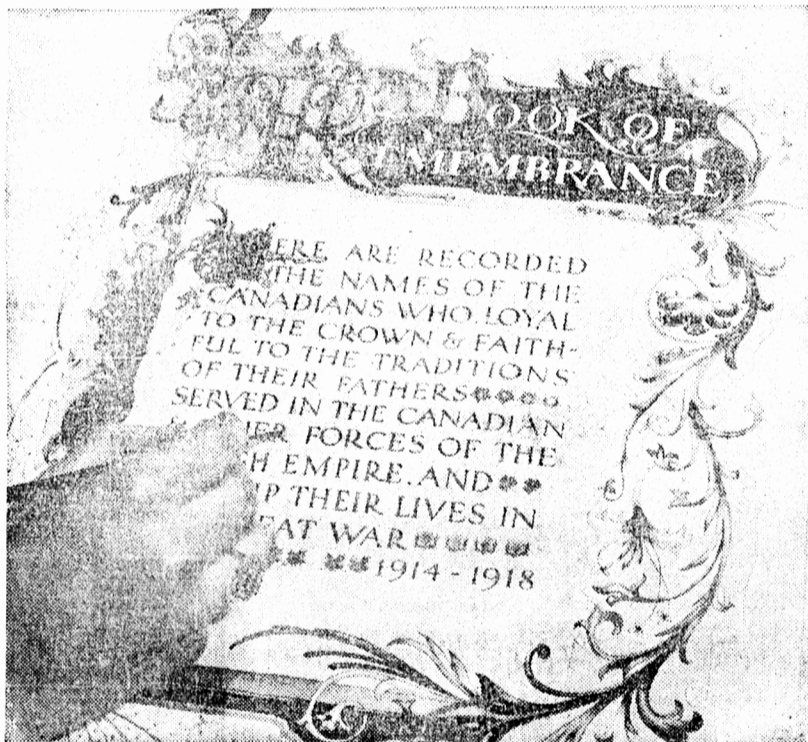 OOK OF
EMEMBRANCE
ERE ARE RECORDED
THE NAMES OF THE
CANADIANS WHO. LOYAL
TO THE CROWN & FAITH-
FUL TO THE TRADITIONS
OF THEIR FATHERS
SERVED IN THE CANADIAN
HER FORCES OF THE
H EMPIRE. AND
P THEIR LIVES IN
EAT WAR
1914 - 1918